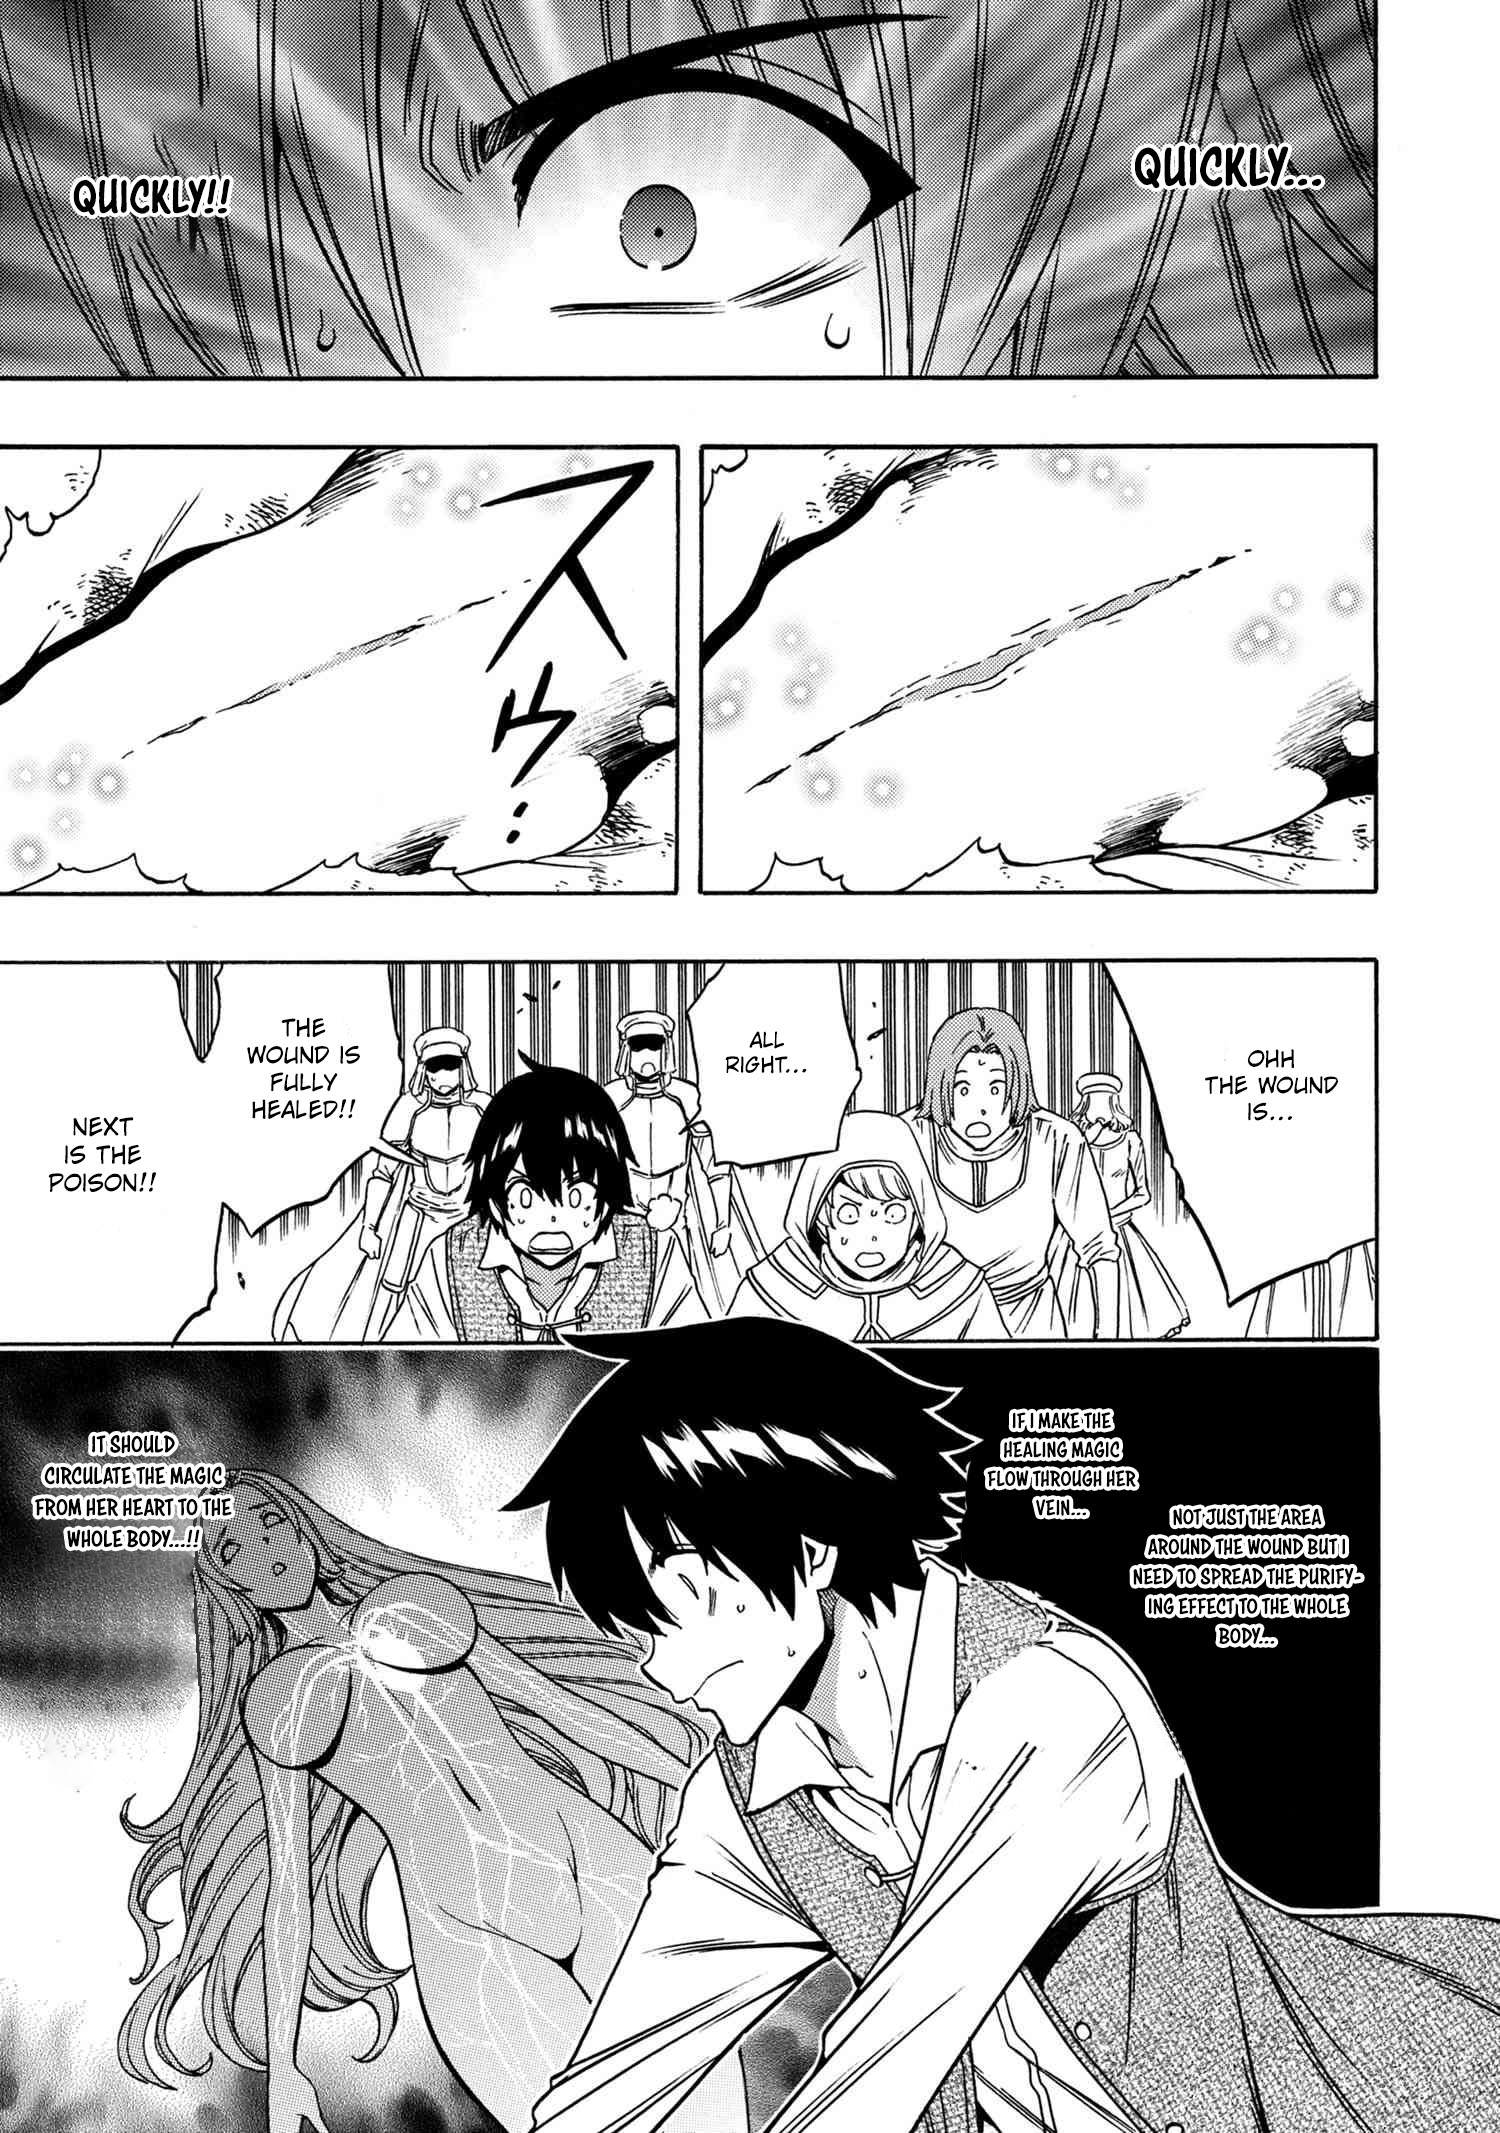 QUICKLY...
QUICKLY!!
スッ…
OHH
THE WOUND
IS...
ALL
RIGHT...
THE
WOUND IS
FULLY
HEALED!!
NEXT
IS THE
POISON!!
NOT JUST THE AREA
AROUND THE WOUND BUT I
NEED TO SPREAD THE PURIFY-
ING EFFECT TO THE WHOLE
BODY...
IF I MAKE THE
HEALING MAGIC
FLOW THROUGH HER
VEIN...
IT SHOULD
CIRCULATE THE MAGIC
FROM HER HEART TO THE
WHOLE BODY...!!